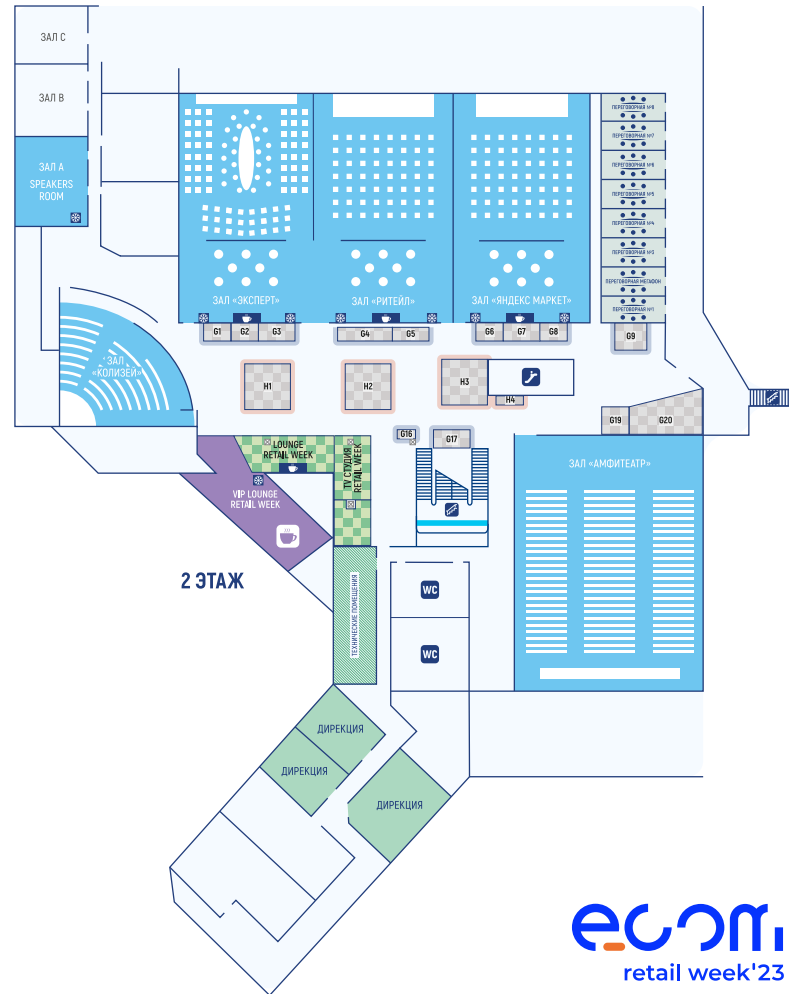 ЗАЛ С
ЗАЛ В
ЗАЛ А
SPEAKERS
ROOM
ПЕРЕГОВОРНАЯ №8
ПЕРЕГОВОРНАЯ №7
ПЕРЕГОВОРНАЯ №6
ПЕРЕГОВОРНАЯ №5
ПЕРЕГОВОРНАЯ №4
ПЕРЕГОВОРНАЯ №3
ПЕРЕГОВОРНАЯ МЕГАФОН
ПЕРЕГОВОРНАЯ №1
ЗАЛ «ЭКСПЕРТ»
ЗАЛ «РИТЕЙЛ»
ЗАЛ «ЯНДЕКС МАРКЕТ»
G1
G2
G3
G4
G5
G6
G7
G8
G9
ЗАЛ
«КОЛИЗЕЙ»
H1
H2
H3
H4
G16
G17
G19
G20
LOUNGE
RETAIL WEEK
TV СТУДИЯ
RETAIL WEEK
VIP LOUNGE
RETAIL WEEK
ЗАЛ «АМФИТЕАТР»
2 ЭТАЖ
ТЕХНИЧЕСКИЕ ПОМЕЩЕНИЯ
WC
WC
ДИРЕКЦИЯ
ДИРЕКЦИЯ
ДИРЕКЦИЯ
ecom
retail week'23